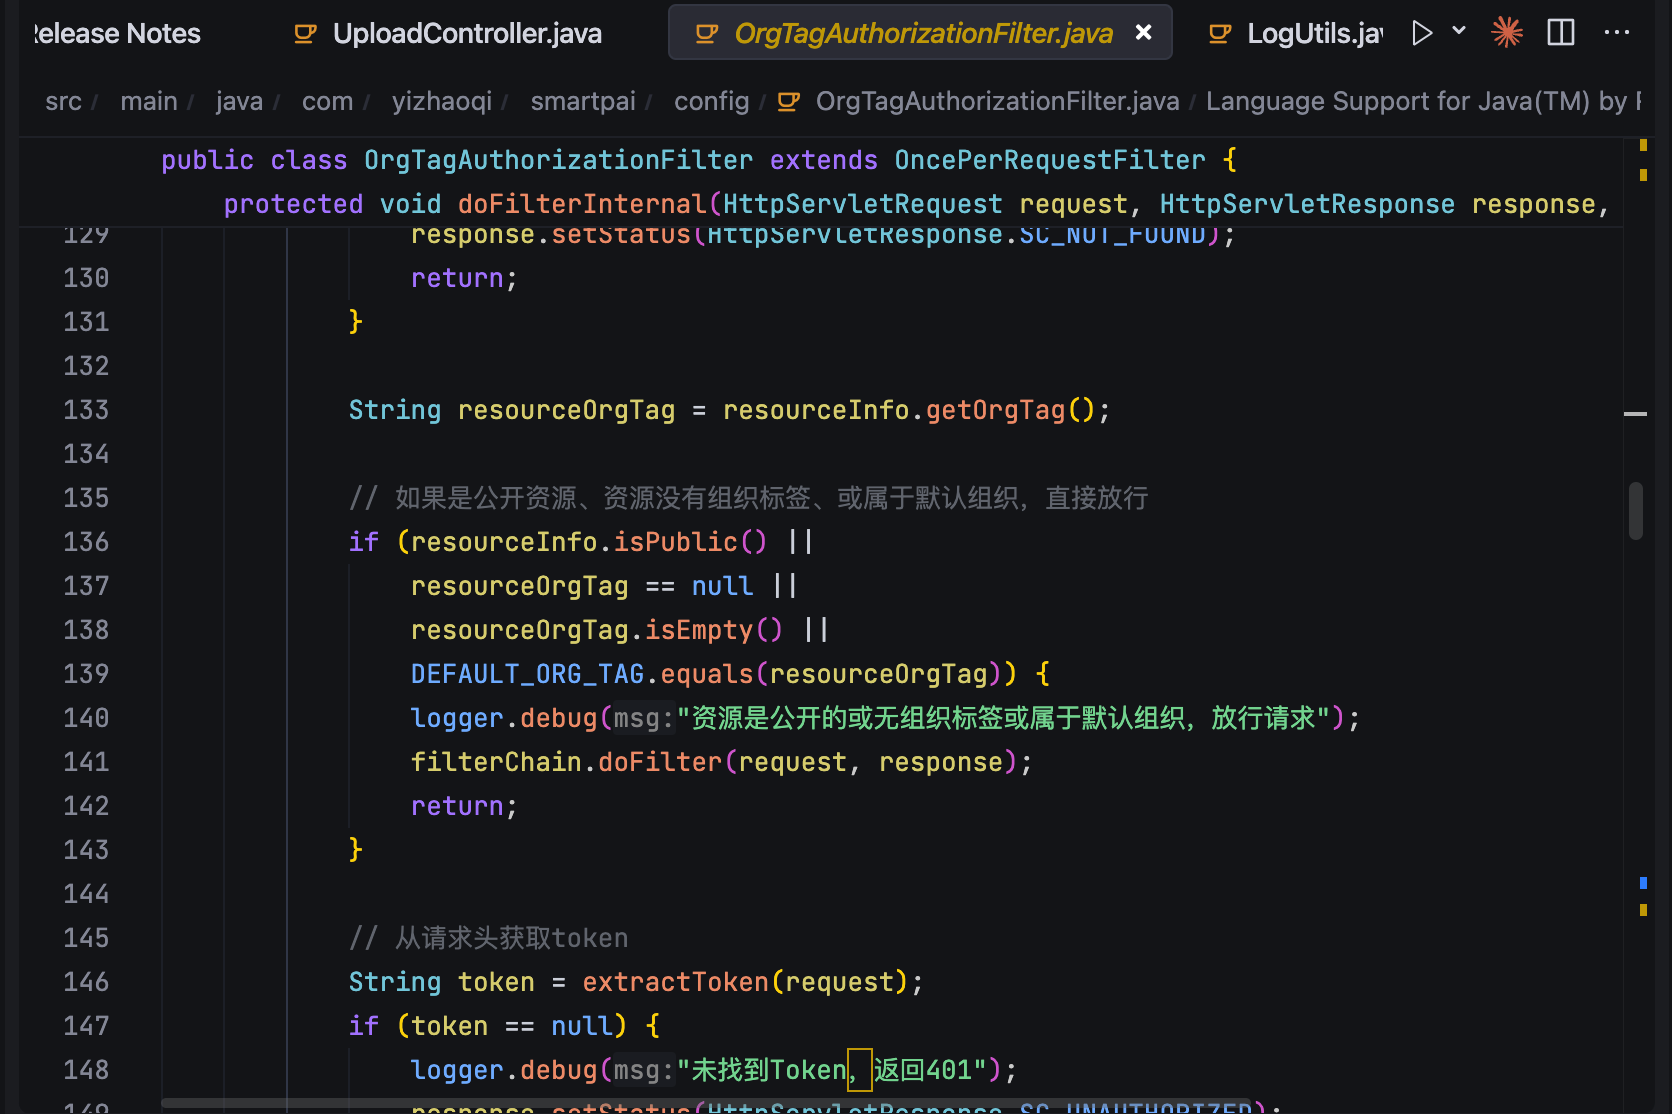 elease Notes UploadController.java OrgTagAuthorizationFilter.java LogUtils.jav
src / main / java / com / yizhaoqi / smartpai / config / OrgTagAuthorizationFilter.java / Language Support for Java(TM) by
public class OrgTagAuthorizationFilter extends OncePerRequestFilter {
protected void doFilterInternal(HttpServletRequest request, HttpServletResponse response,
129 response.setStatus(HttpServletResponse.SC_NOT_FOUND);
130 return;
131 }
132
133 String resourceOrgTag = resourceInfo.getOrgTag();
134
135 // 如果是公开资源、资源没有组织标签、或属于默认组织，直接放行
136 if (resourceInfo.isPublic() ||
137 resourceOrgTag == null ||
138 resourceOrgTag.isEmpty() ||
139 DEFAULT_ORG_TAG.equals(resourceOrgTag)) {
140 logger.debug(msg:"资源是公开的或无组织标签或属于默认组织，放行请求");
141 filterChain.doFilter(request, response);
142 return;
143 }
144
145 // 从请求头获取token
146 String token = extractToken(request);
147 if (token == null) {
148 logger.debug(msg:"未找到Token，返回401");
149 response.setStatus(HttpServletResponse.SC_UNAUTHORIZED);